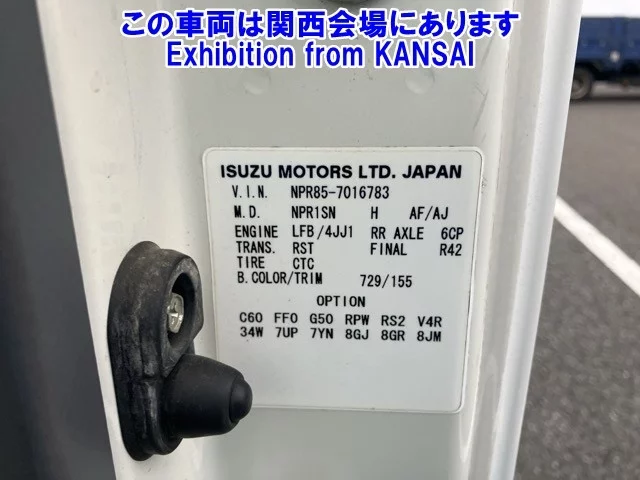 この車両は関西会場にあります
Exhibition from KANSAI
ISUZU MOTORS LTD. JAPAN
V.I.N. NPR85-7016783
M.D. NPR1SN H AF/AJ
ENGINE LFB/4JJ1 RR AXLE 6CP
TRANS. RST FINAL R42
TIRE CTC
B.COLOR/TRIM 729/155
OPTION
C60 FF0 G50 RPW RS2 V4R
34W 7UP 7YN 8GJ 8GR 8JM